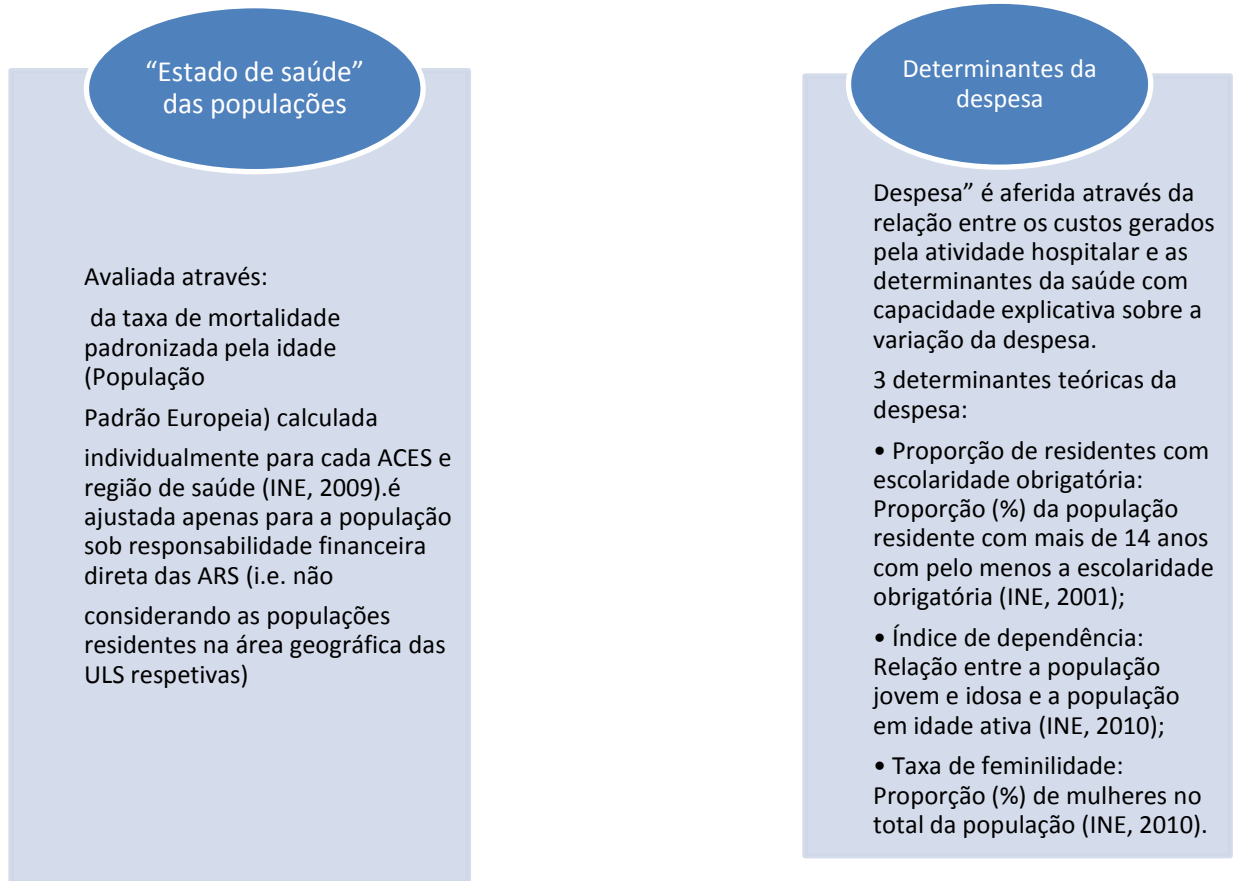 “Estado de saúde”
das populações
Avaliada através:
da taxa de mortalidade
padronizada pela idade
(População
Padrão Europeia) calculada
individualmente para cada ACES e
região de saúde (INE, 2009).é
ajustada apenas para a população
sob responsabilidade financeira
direta das ARS (i.e. não
considerando as populações
residentes na área geográfica das
ULS respetivas)
Determinantes da
despesa
Despesa” é aferida através da
relação entre os custos gerados
pela atividade hospitalar e as
determinantes da saúde com
capacidade explicativa sobre a
variação da despesa.
3 determinantes teóricas da
despesa:
• Proporção de residentes com
escolaridade obrigatória:
Proporção (%) da população
residente com mais de 14 anos
com pelo menos a escolaridade
obrigatória (INE, 2001);
• Índice de dependência:
Relação entre a população
jovem e idosa e a população
em idade ativa (INE, 2010);
• Taxa de feminilidade:
Proporção (%) de mulheres no
total da população (INE, 2010).